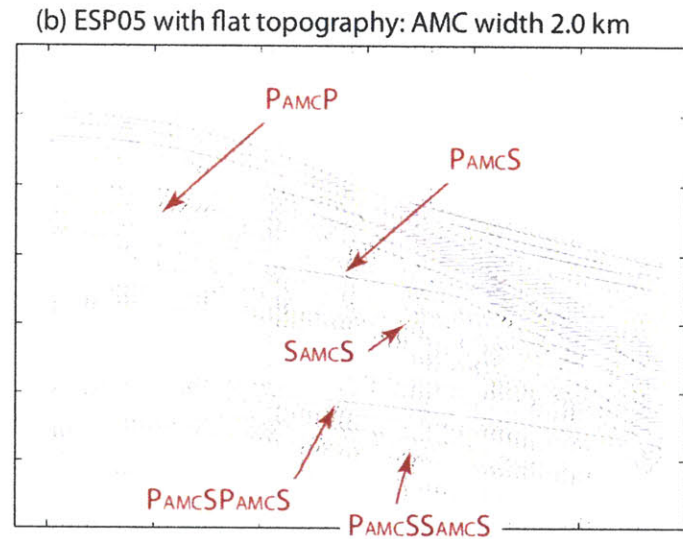 (b) ESP05 with flat topography: AMC width 2.0 km
PAMCP
PAMCS
SAMCS
PAMCSPAMCS
PAMCSSAMCS